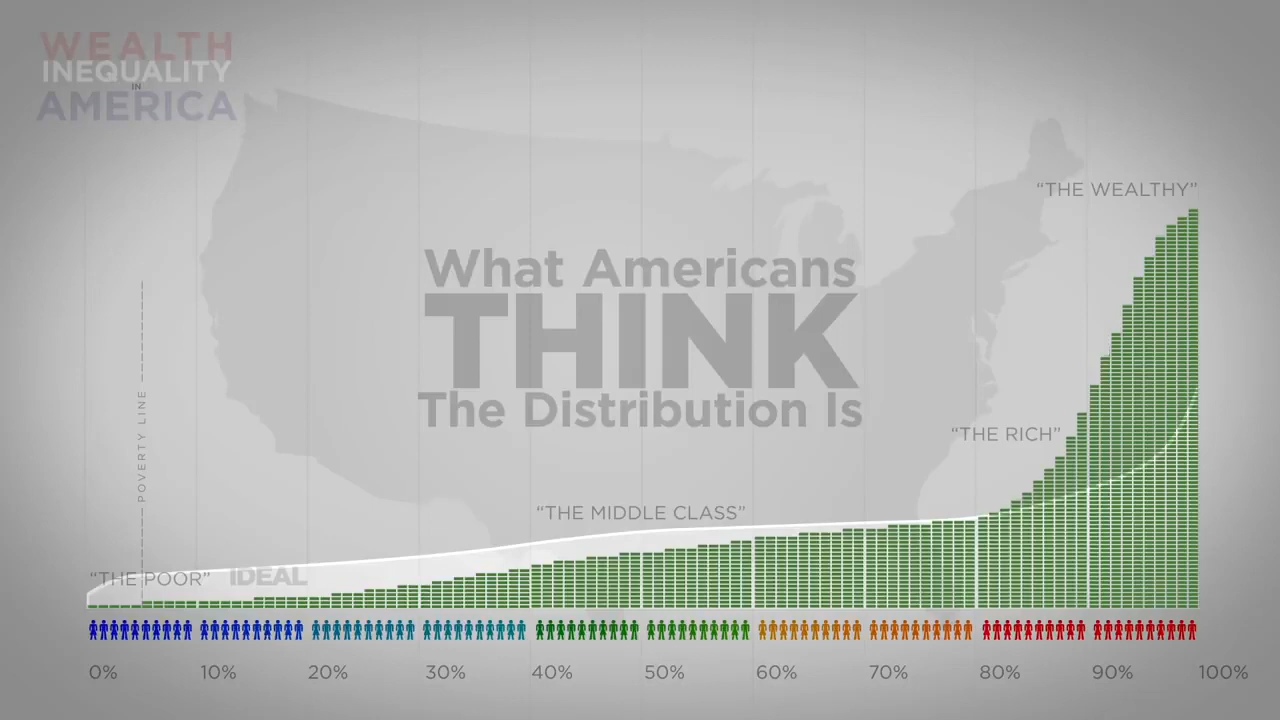 WEALTH
INEQUALITY
IN
AMERICA
“THE WEALTHY”
What Americans
THINK
The Distribution Is
POVERTY LINE
“THE RICH”
“THE MIDDLE CLASS”
“THE POOR” IDEAL
0% 10% 20% 30% 40% 50% 60% 70% 80% 90% 100%